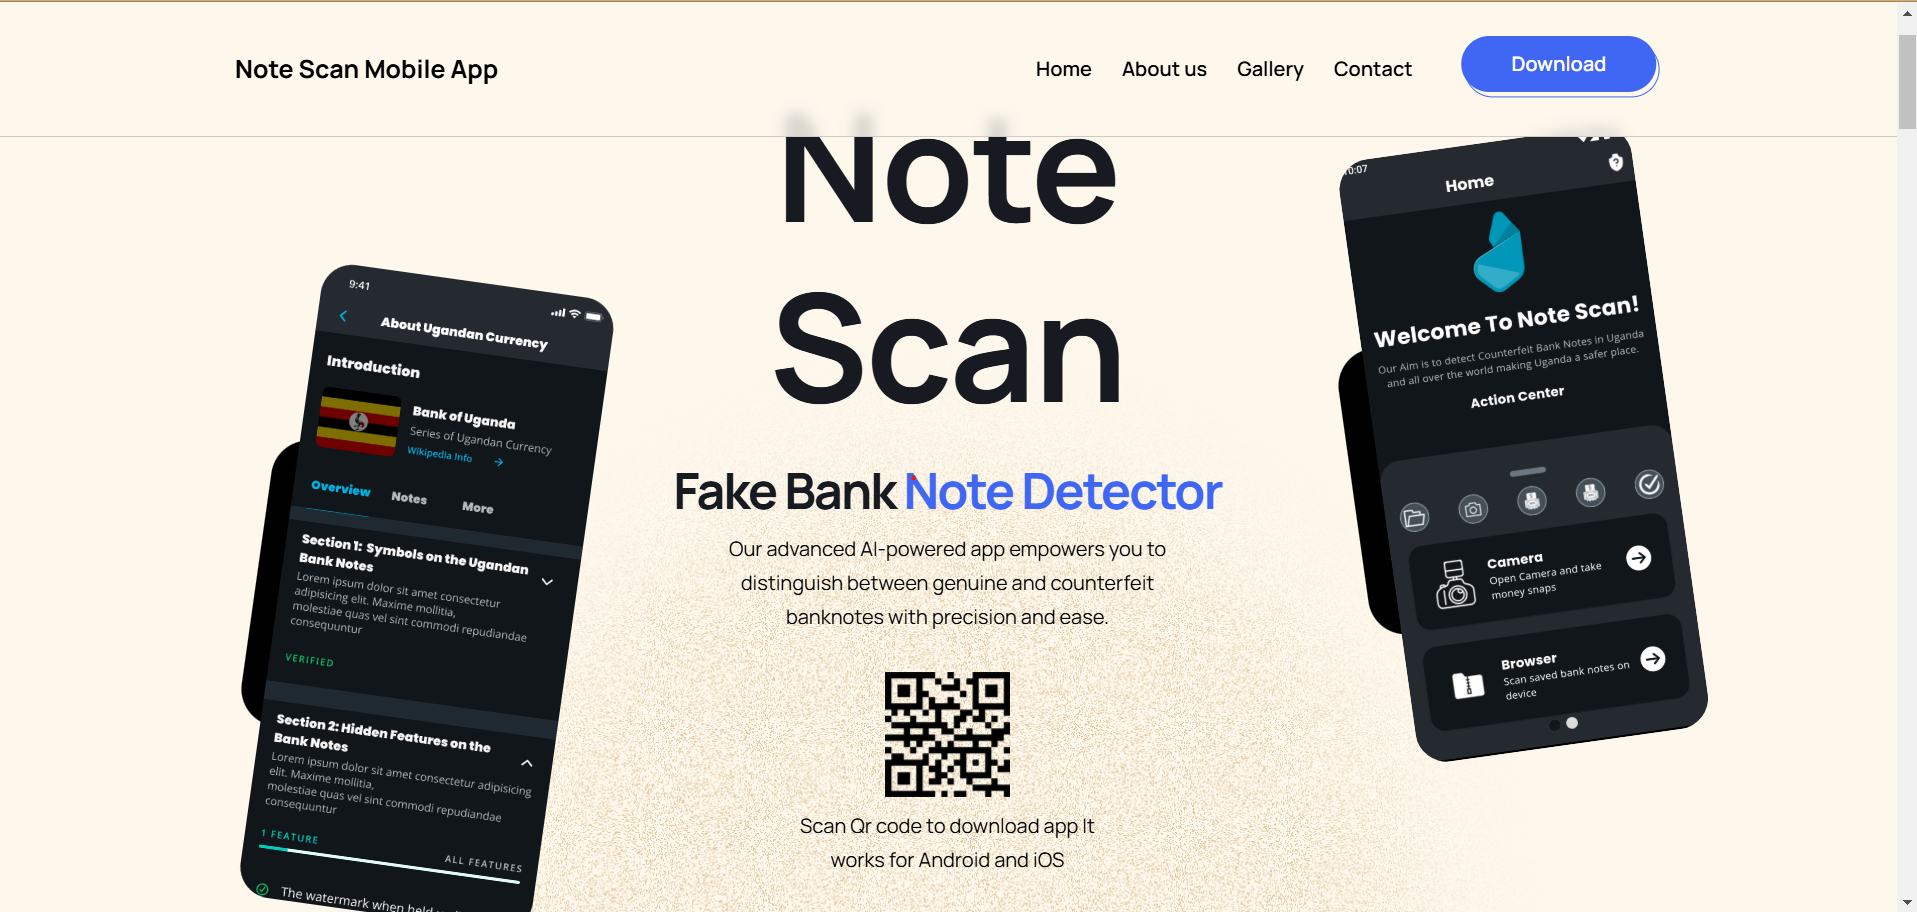 Note Scan Mobile App
Home
About us
Gallery
Contact
Download
Note
Scan
Fake Bank Note Detector
Our advanced AI-powered app empowers you to
distinguish between genuine and counterfeit
banknotes with precision and ease.
Scan Qr code to download app It
works for Android and iOS
9:41
About Ugandan Currency
Introduction
Bank of Uganda
Series of Ugandan Currency
Wikipedia Info
Overview
Notes
More
Section 1: Symbols on the Ugandan
Bank Notes
Lorem ipsum dolor sit amet consectetur
adipisicing elit. Maxime mollitia,
molestiae quas vel sint commodi repudiandae
consequuntur
VERIFIED
Section 2: Hidden Features on the
Bank Notes
Lorem ipsum dolor sit amet consectetur adipisicing
elit. Maxime mollitia,
molestiae quas vel sint commodi repudiandae
consequuntur
1 FEATURE
ALL FEATURES
The watermark when held
10:07
Home
Welcome To Note Scan!
Our Aim is to detect Counterfeit Bank Notes in Uganda
and all over the world making Uganda a safer place.
Action Center
Camera
Open Camera and take
money snaps
Browser
Scan saved bank notes on
device